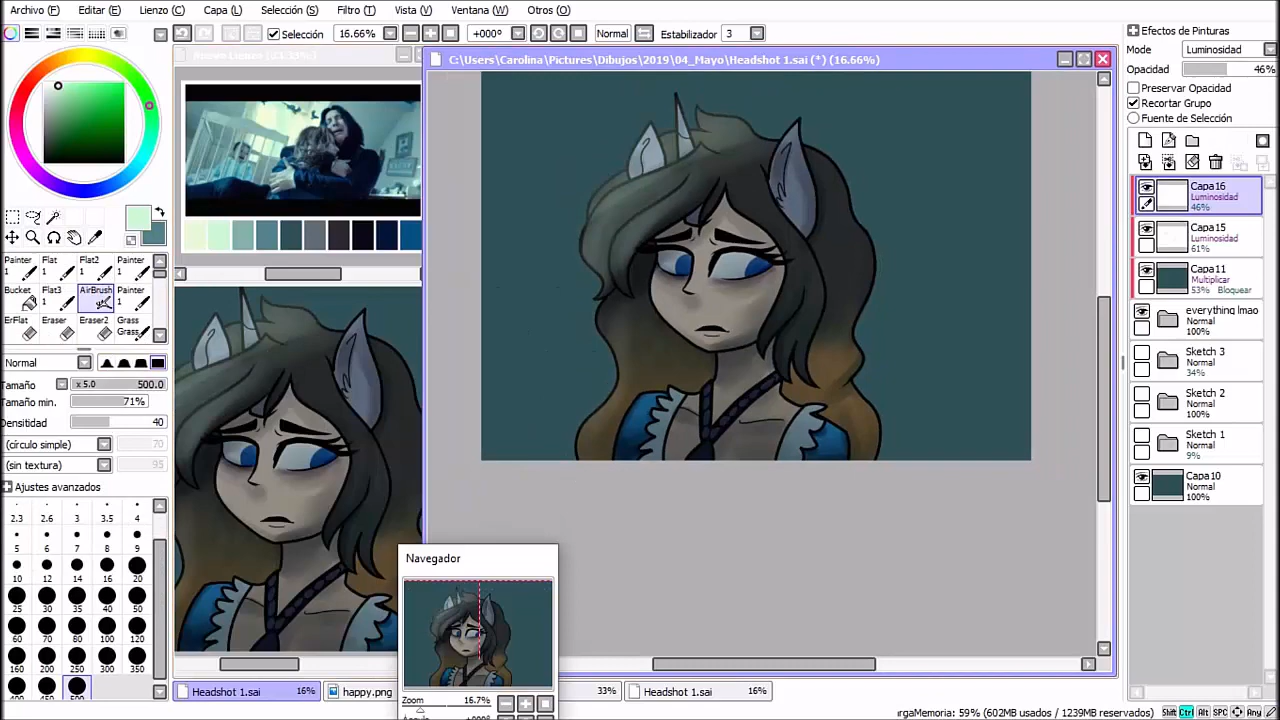 Archivo (F) Editar (E) Lienzo (C) Capa (L) Selección (S) Filtro (T) Vista (V) Ventana (W) Otros (O)
Selección 16.66% +000° Normal Estabilizador 3
C:\Users\Carolina\Pictures\Dibujos\2019\04_Mayo\Headshot 1.sai (*) (16.66%)
Painter Flat Flat2 Painter
1 1 1 1
Bucket Flat3 AirBrush Painter
1 1
ErFlat Eraser Eraser2 Grass
Grass
Normal
Tamaño x 5.0 500.0
Tamaño min. 71%
Densitidad 40
(círculo simple) 70
(sin textura) 95
Ajustes avanzados
2.3 2.6 3 3.5 4
5 6 7 8 9
10 12 14 16 20
25 30 35 40 50
60 70 80 100 120
160 200 250 300 350
Navegador
Zoom 16.7%
Headshot 1.sai 16%
happy.png
33%
Headshot 1.sai 16%
Efectos de Pinturas
Mode Luminosidad
Opacidad 46%
Preservar Opacidad
Recortar Grupo
Fuente de Selección
Capa16
Luminosidad
46%
Capa15
Luminosidad
61%
Capa11
Multiplicar
53% Bloquear
everything lmao
Normal
100%
Sketch 3
Normal
34%
Sketch 2
Normal
100%
Sketch 1
Normal
9%
Capa10
Normal
100%
rgaMemoria: 59% (602MB usados / 1239MB reservados) Shift Ctrl Alt SPC Any